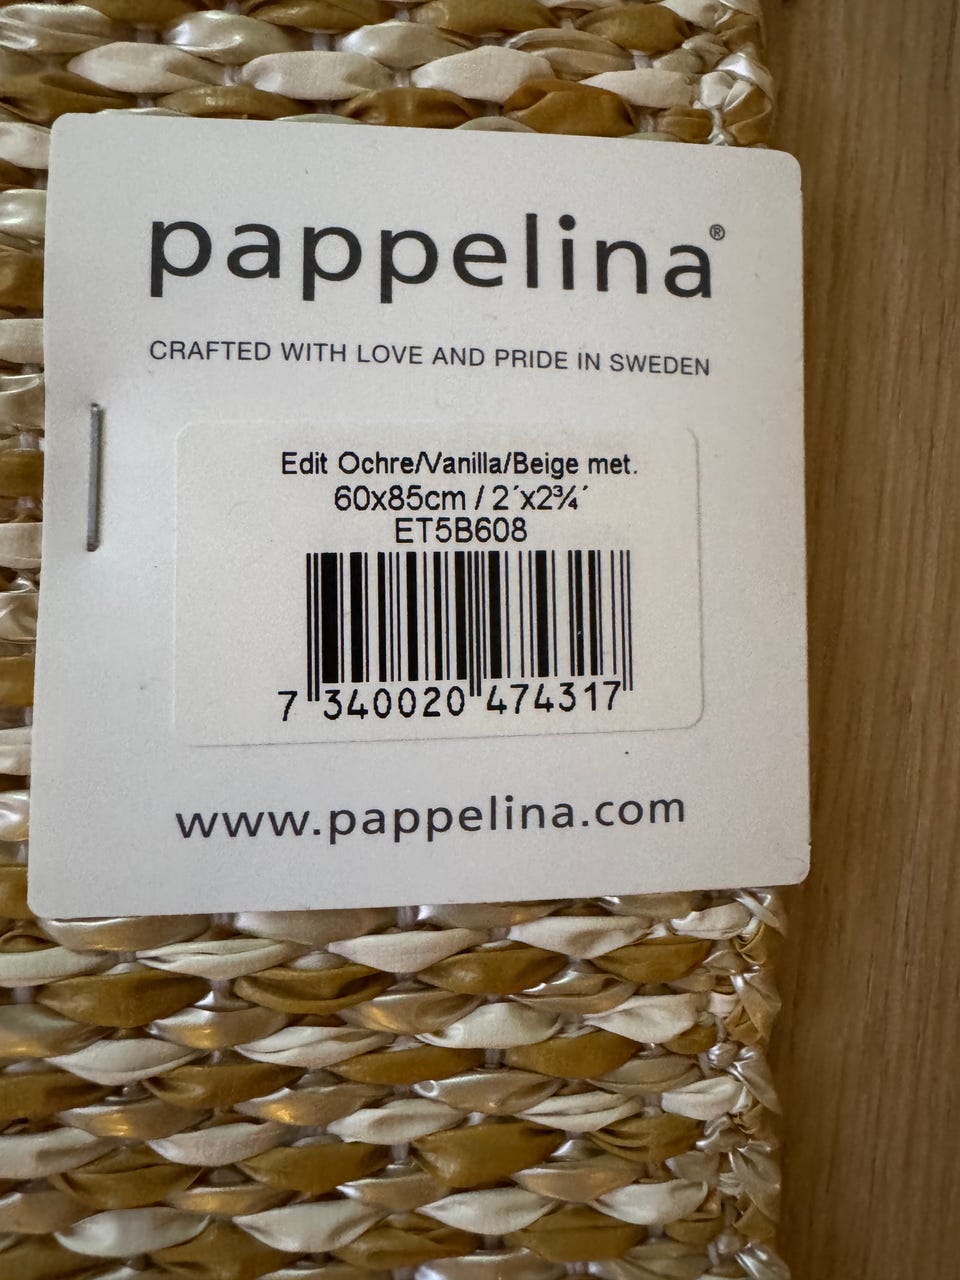 pappelina®
CRAFTED WITH LOVE AND PRIDE IN SWEDEN
Edit Ochre/Vanilla/Beige met.
60x85cm / 2´x2¾´
ET5B608
7 340020 474317
www.pappelina.com